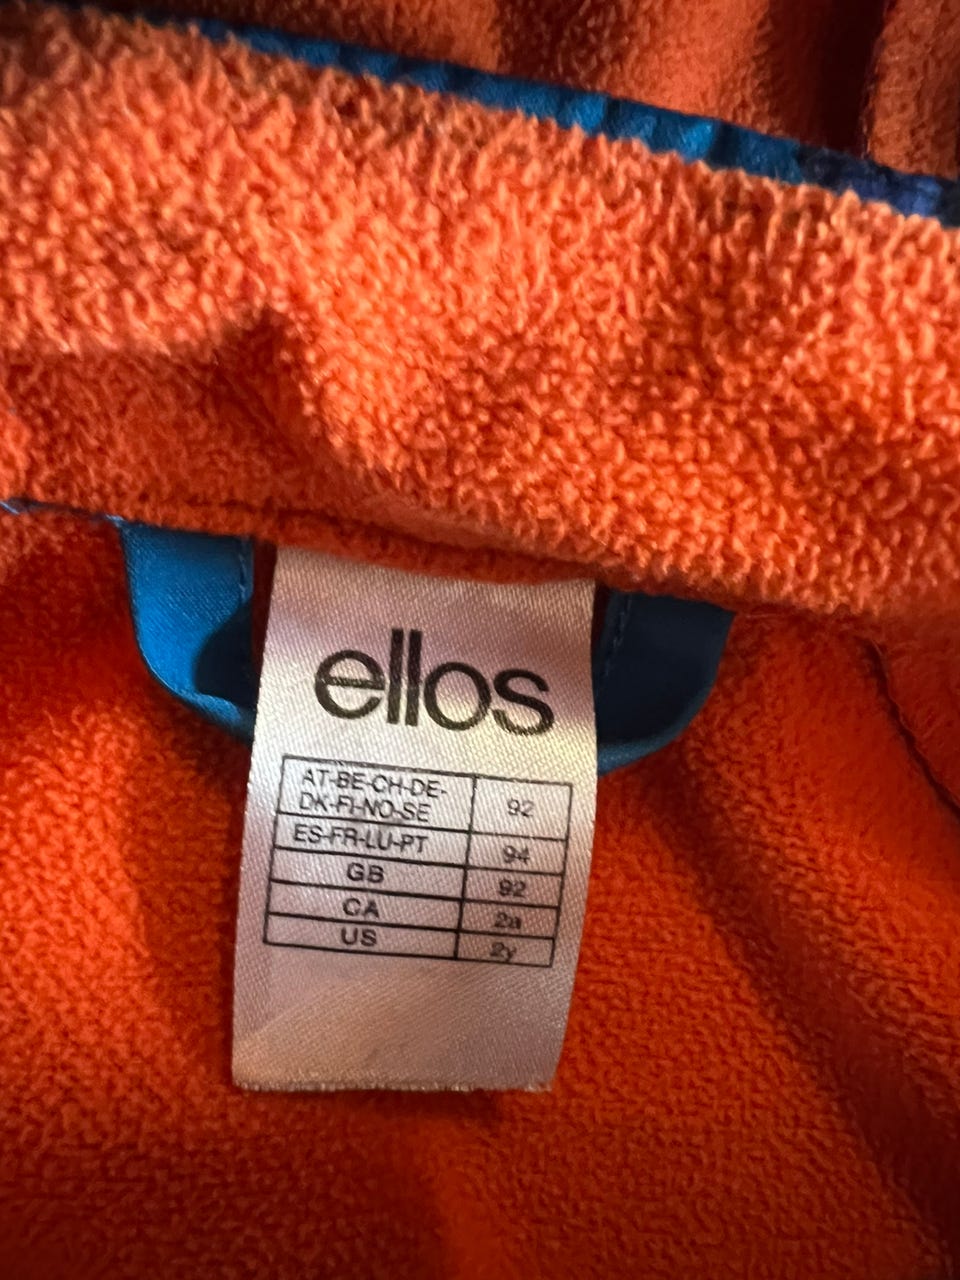 ellos
AT-BE-CH-DE-
DK-FI-NO-SE 92
ES-FR-LU-PT 94
GB 92
CA 2a
US 2y